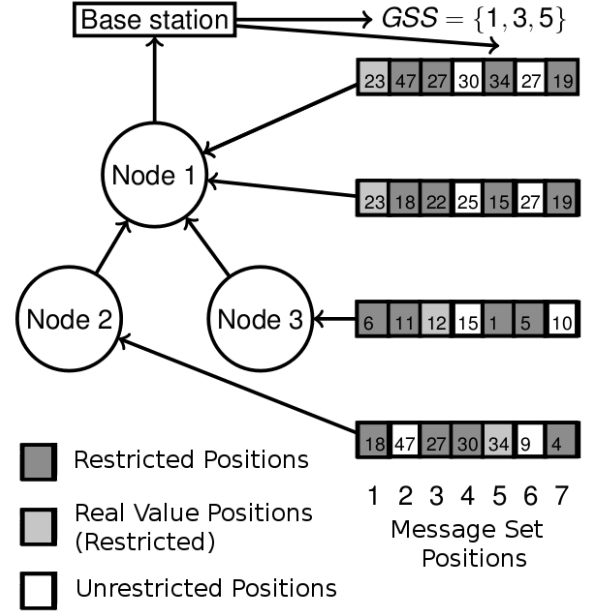 Base station
GSS = {1, 3, 5}
23 47 27 30 34 27 19
Node 1
23 18 22 25 15 27 19
Node 2
Node 3
6 11 12 15 1 5 10
18 47 27 30 34 9 4
Restricted Positions
Real Value Positions
(Restricted)
Unrestricted Positions
1 2 3 4 5 6 7
Message Set
Positions